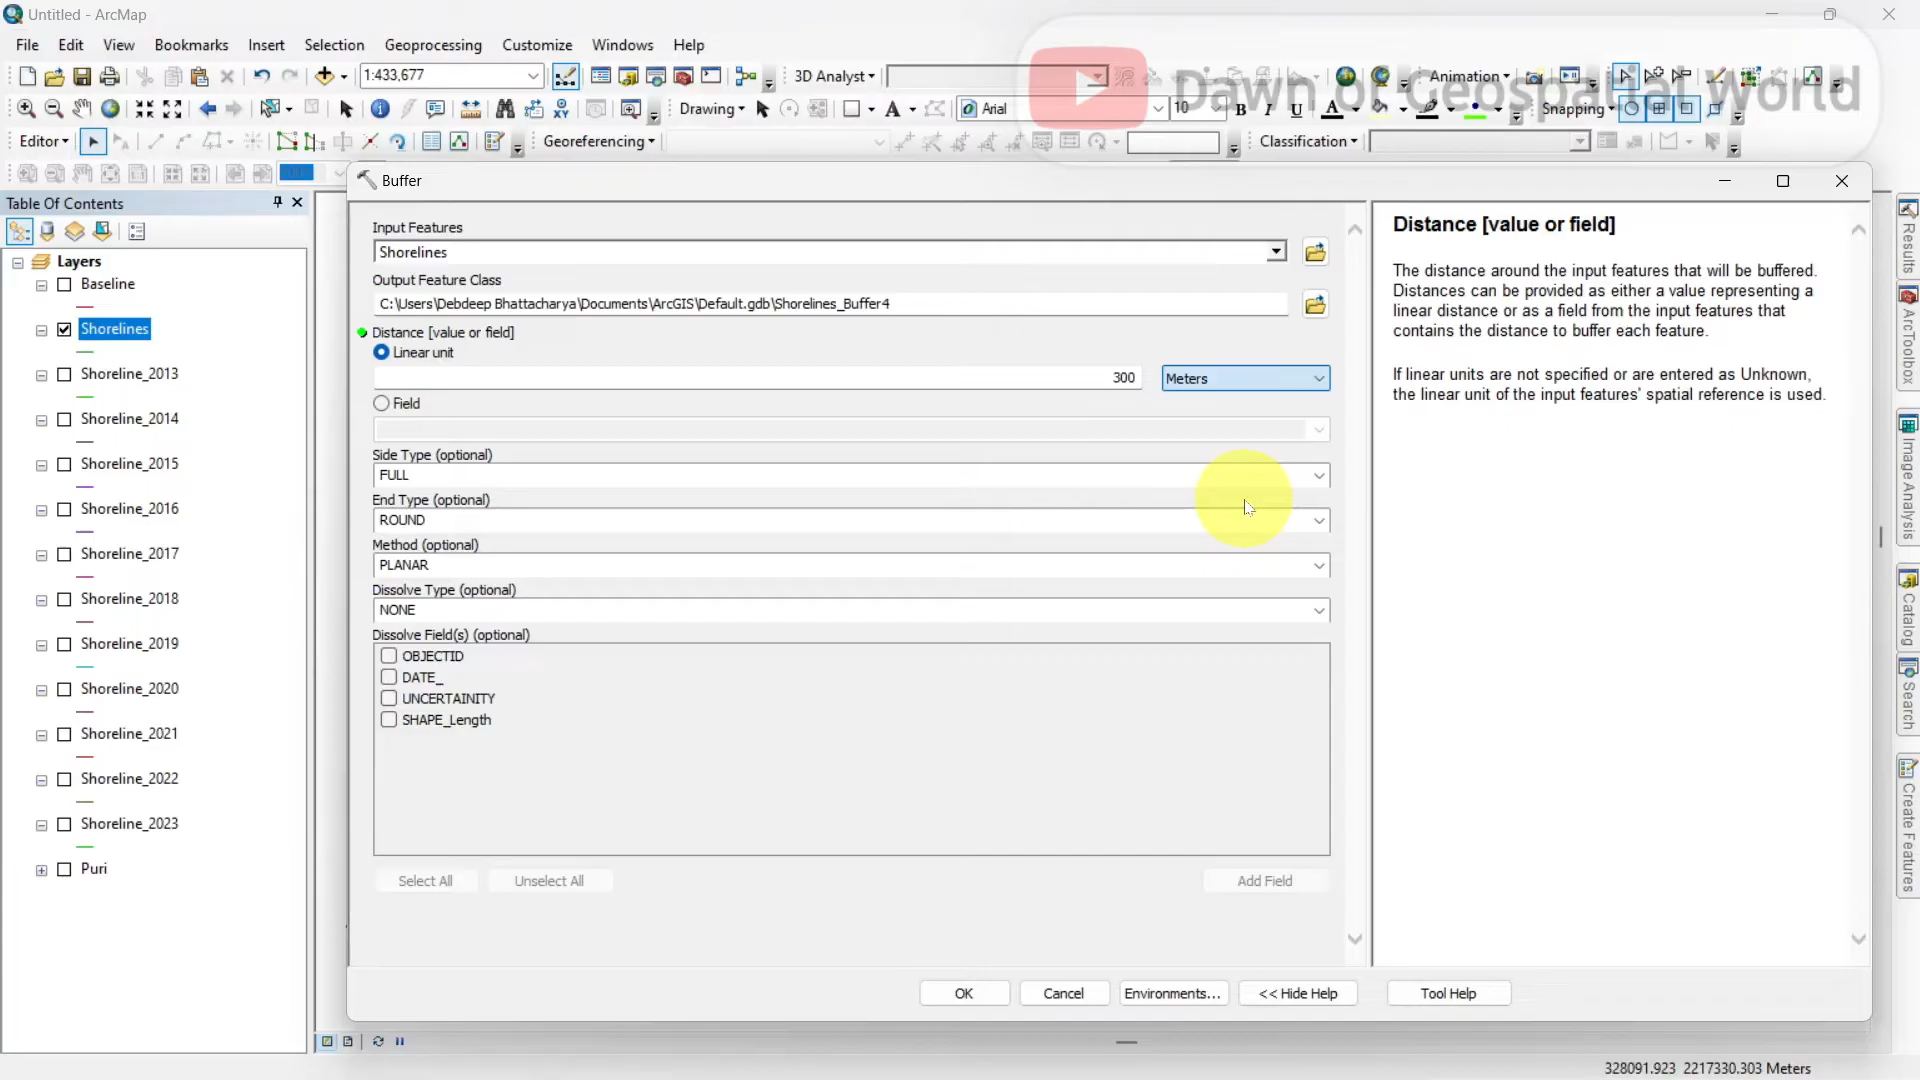 Untitled - ArcMap
File Edit View Bookmarks Insert Selection Geoprocessing Customize Windows Help
1:433,677
3D Analyst
Animation
Dawn of Geospatial World
Drawing
Arial
10
B I U A
Snapping
Editor
Georeferencing
Classification
Table Of Contents
Layers
Baseline
Shorelines
Shoreline_2013
Shoreline_2014
Shoreline_2015
Shoreline_2016
Shoreline_2017
Shoreline_2018
Shoreline_2019
Shoreline_2020
Shoreline_2021
Shoreline_2022
Shoreline_2023
Puri
Buffer
Input Features
Shorelines
Output Feature Class
C:\Users\Debdeep Bhattacharya\Documents\ArcGIS\Default.gdb\Shorelines_Buffer4
Distance [value or field]
Linear unit
300
Meters
Field
Side Type (optional)
FULL
End Type (optional)
ROUND
Method (optional)
PLANAR
Dissolve Type (optional)
NONE
Dissolve Field(s) (optional)
OBJECTID
DATE_
UNCERTAINITY
SHAPE_Length
Select All
Unselect All
Add Field
OK
Cancel
Environments...
<< Hide Help
Tool Help
Distance [value or field]
The distance around the input features that will be buffered.
Distances can be provided as either a value representing a
linear distance or as a field from the input features that
contains the distance to buffer each feature.
If linear units are not specified or are entered as Unknown,
the linear unit of the input features' spatial reference is used.
Results
ArcToolbox
Image Analysis
Catalog
Search
Create Features
328091.923 2217330.303 Meters